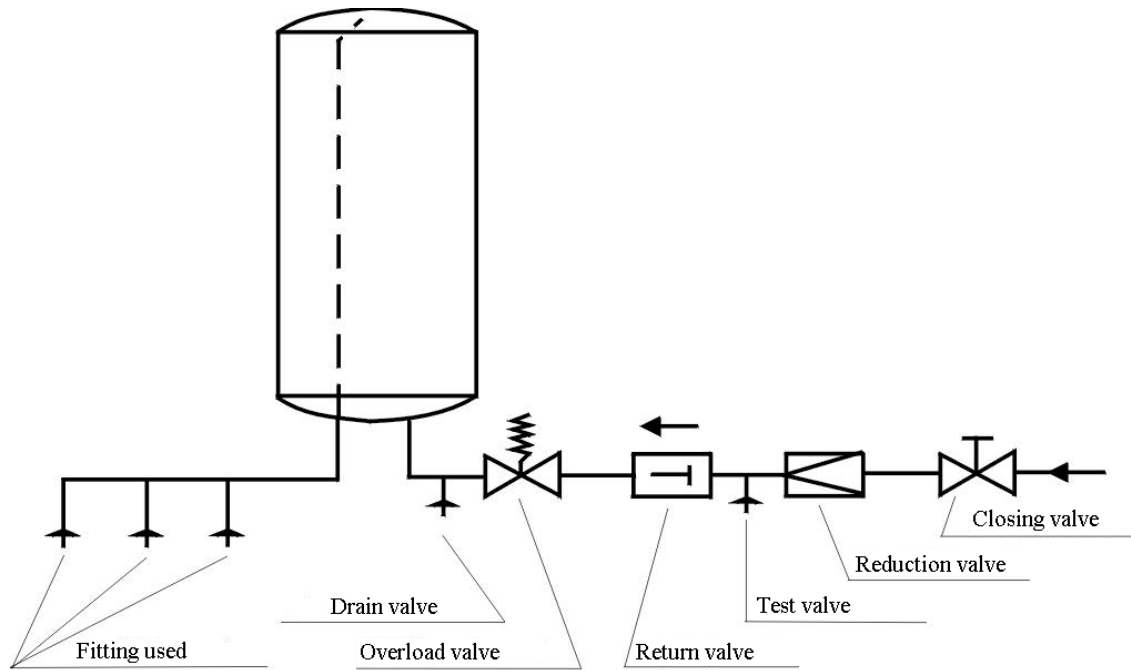 Closing valve
Reduction valve
Test valve
Drain valve
Fitting used
Overload valve
Return valve